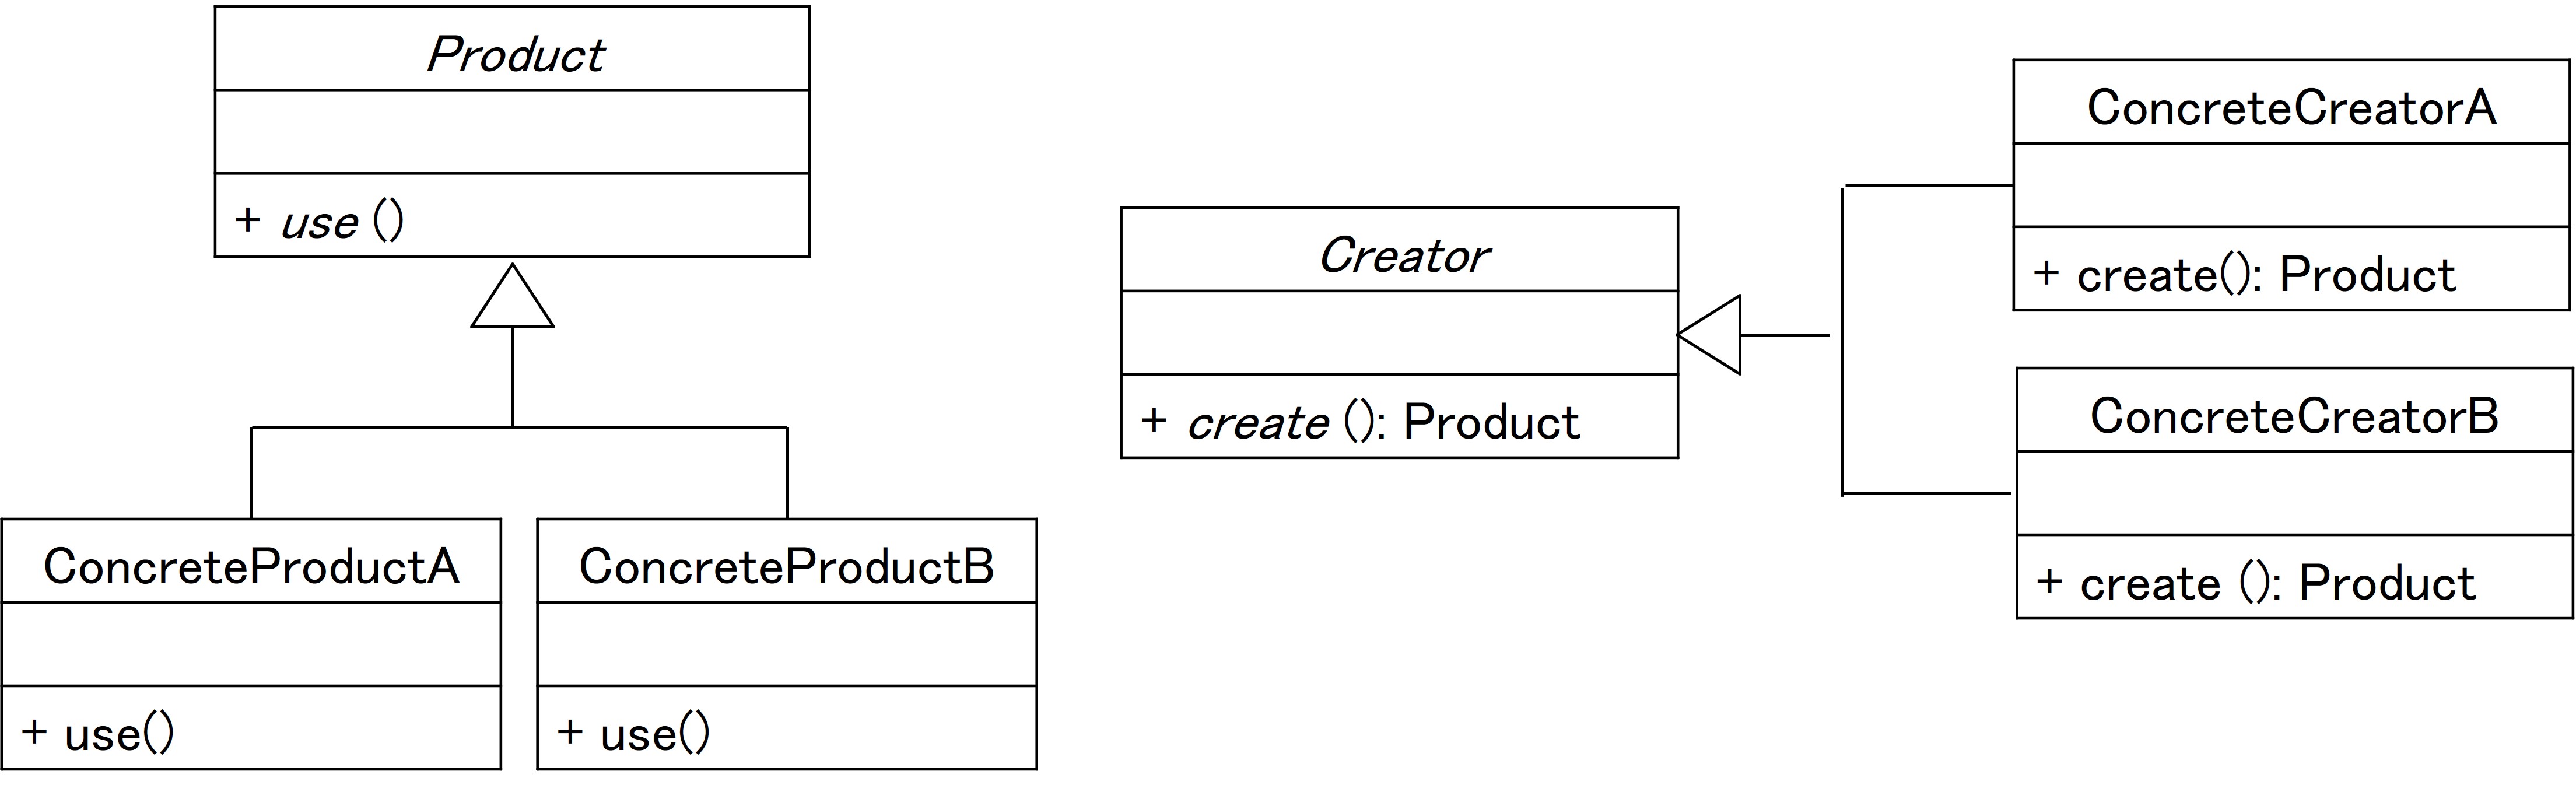 Product
+ use ()
ConcreteProductA
+ use()
ConcreteProductB
+ use()
Creator
+ create (): Product
ConcreteCreatorA
+ create(): Product
ConcreteCreatorB
+ create (): Product